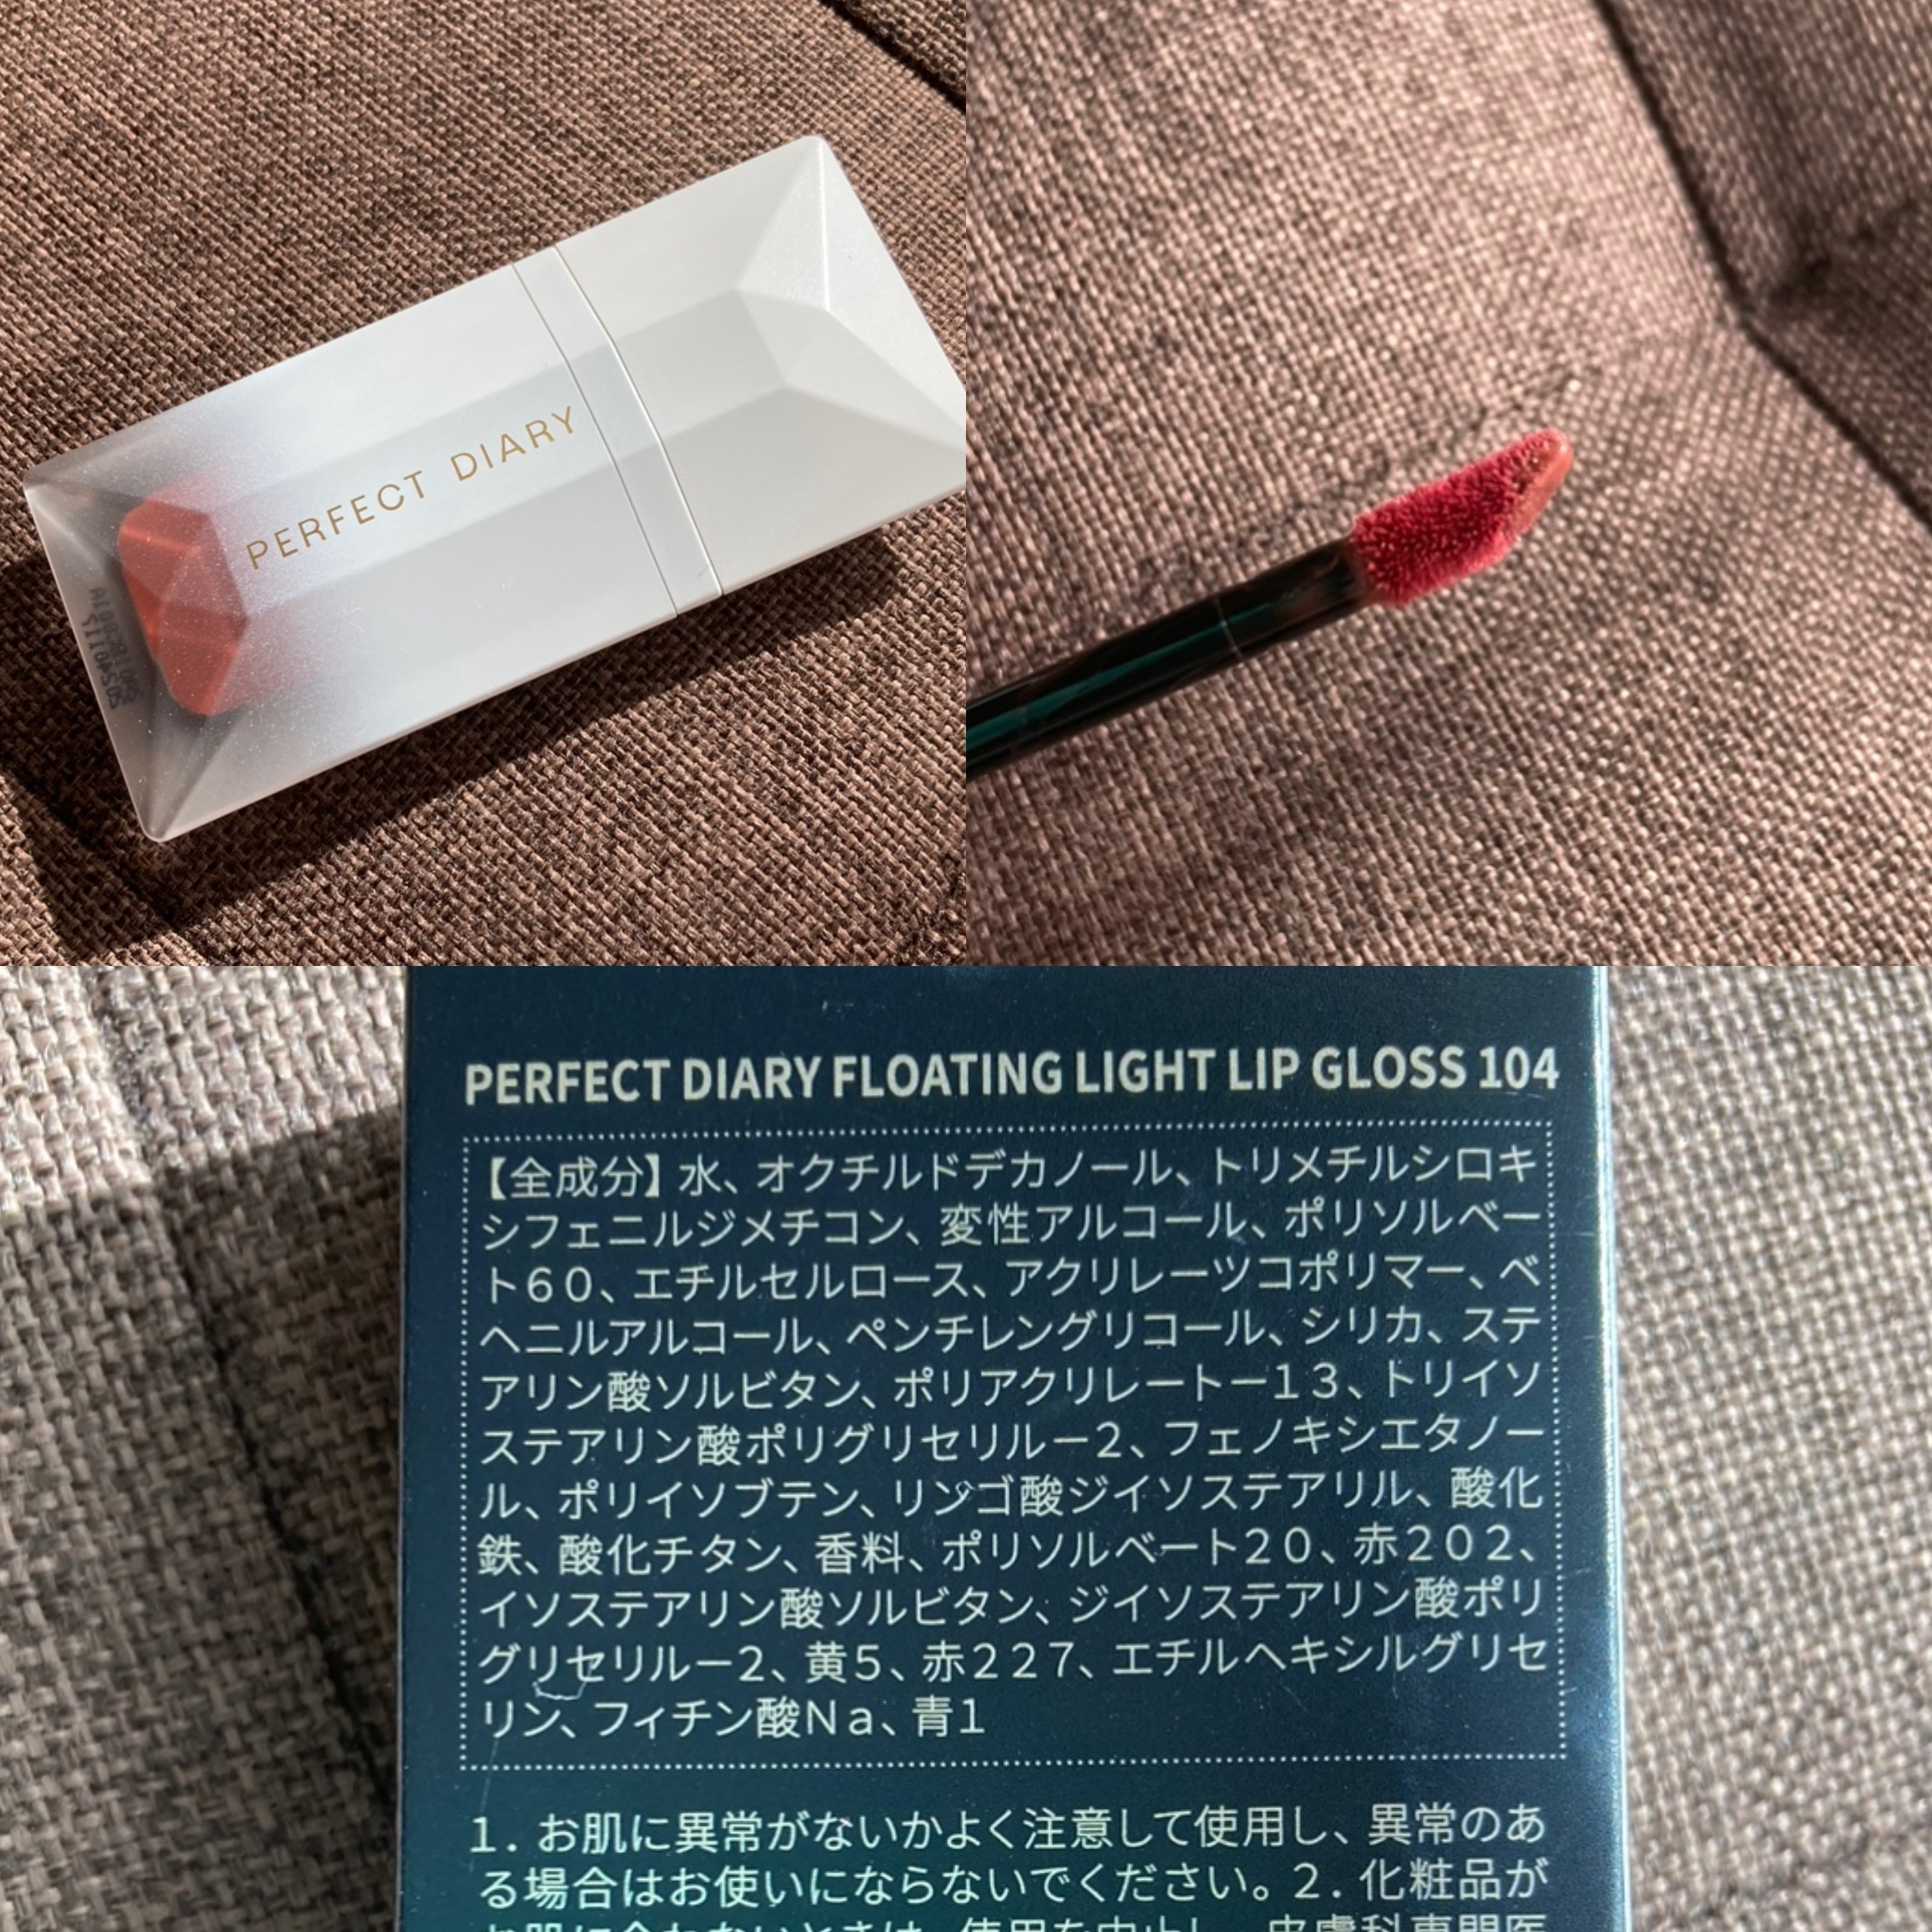 PERFECT DIARY
PERFECT DIARY FLOATING LIGHT LIP GLOSS 104
【全成分】水、オクチルドデカノール、トリメチルシロキ
シフェニルジメチコン、変性アルコール、ポリソルベー
ト60、エチルセルロース、アクリレーツコポリマー、ベ
ヘニルアルコール、ペンチレングリコール、シリカ、ステ
アリン酸ソルビタン、ポリアクリレートー13、トリイソ
ステアリン酸ポリグリセリルー2、フェノキシエタノー
ル、ポリイソブテン、リンゴ酸ジイソステアリル、酸化
鉄、酸化チタン、香料、ポリソルベート20、赤202、
イソステアリン酸ソルビタン、ジイソステアリン酸ポリ
グリセリルー2、黄5、赤227、エチルヘキシルグリセ
リン、フィチン酸Na、青1
1. お肌に異常がないかよく注意して使用し、異常のあ
る場合はお使いにならないでください。2. 化粧品が